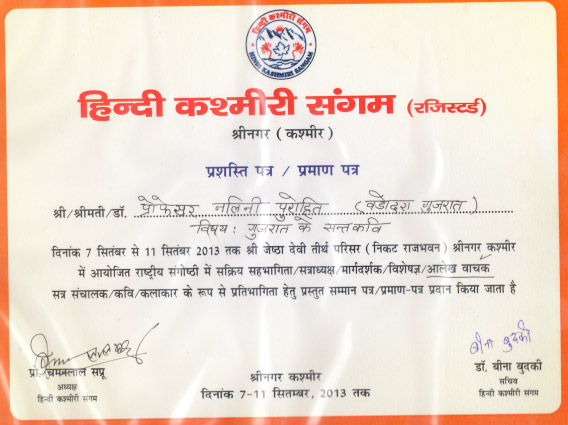 हिन्दी कश्मीरी संगम
HINDI KASHMIRI SANGAM
हिन्दी कश्मीरी संगम (रजिस्टर्ड)
श्रीनगर ( कश्मीर )
प्रशस्ति पत्र / प्रमाण पत्र
श्री/श्रीमती/डॉ. प्रोफेसर नलिनी पुरोहित (वडोदरा गुजरात)
विषय: गुजरात के सन्तकवि
दिनांक 7 सितंबर से 11 सितंबर 2013 तक श्री जेष्ठा देवी तीर्थ परिसर ( निकट राजभवन ) श्रीनगर कश्मीर
में आयोजित राष्ट्रीय संगोष्ठी में सक्रिय सहभागिता/सत्राध्यक्ष/मार्गदर्शक/विशेषज्ञ/आलेख वाचक
सत्र संचालक/कवि/कलाकार के रूप से प्रतिभागिता हेतु प्रस्तुत सम्मान पत्र/प्रमाण-पत्र प्रदान किया जाता है
बीना बुदकी
प्रो. चमनलाल सप्रू
अध्यक्ष
हिन्दी कश्मीरी संगम
श्रीनगर कश्मीर
दिनांक 7-11 सितम्बर, 2013 तक
डॉ. बीना बुदकी
सचिव
हिन्दी कश्मीरी संगम